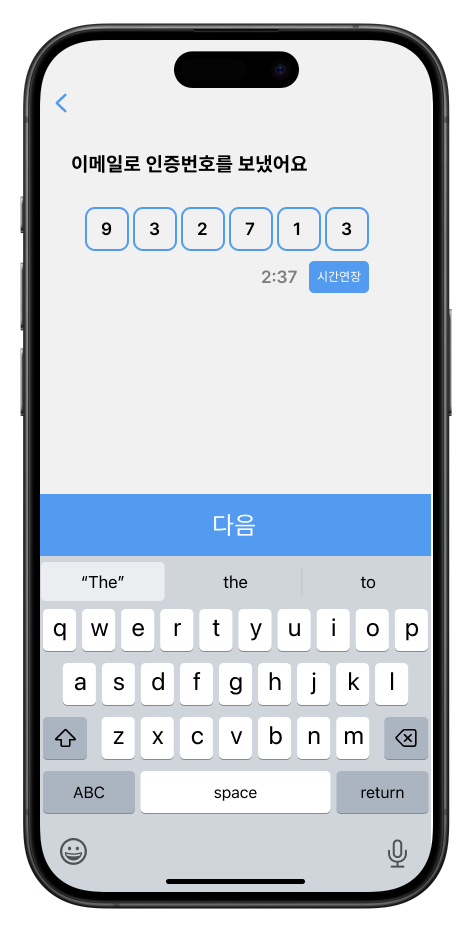 이메일로 인증번호를 보냈어요
9 3 2 7 1 3
2:37 시간연장
다음
“The” the to
q w e r t y u i o p
a s d f g h j k l
z x c v b n m
ABC space return